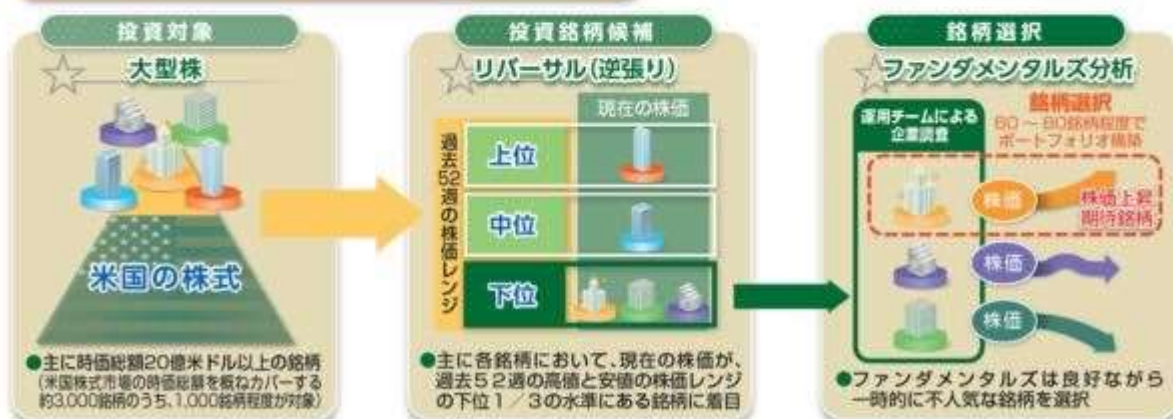 投資対象
大型株
米国の株式
●主に時価総額20億米ドル以上の銘柄
(米国株式市場の時価総額を概ねカバーする
約3,000銘柄のうち、1,000銘柄程度が対象)
投資銘柄候補
リバーサル(逆張り)
現在の株価
過去52週の株価レンジ
上位
中位
下位
●主に各銘柄において、現在の株価が、
過去52週の高値と安値の株価レンジ
の下位1/3の水準にある銘柄に着目
銘柄選択
ファンダメンタルズ分析
運用チームによる
企業調査
銘柄選択
60～80銘柄程度で
ポートフォリオ構築
株価
株価上昇
期待銘柄
株価
株価
●ファンダメンタルズは良好ながら
一時的に不人気な銘柄を選択